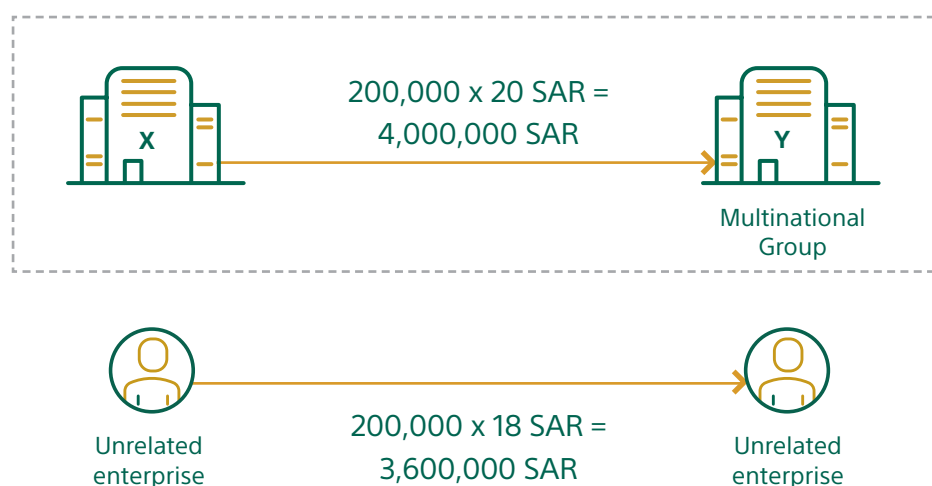 X
200,000 x 20 SAR =
4,000,000 SAR
Y
Multinational
Group
Unrelated
enterprise
200,000 x 18 SAR =
3,600,000 SAR
Unrelated
enterprise